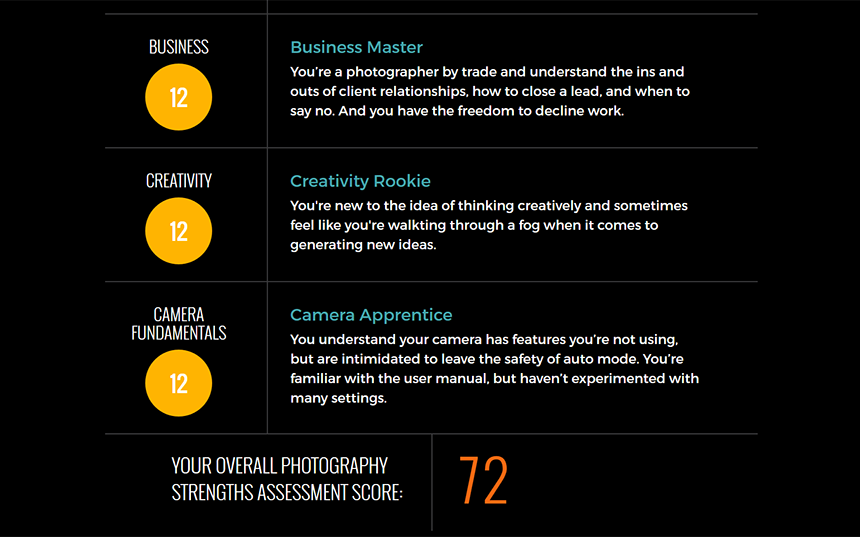 BUSINESS
12
Business Master
You're a photographer by trade and understand the ins and
outs of client relationships, how to close a lead, and when to
say no. And you have the freedom to decline work.
CREATIVITY
12
Creativity Rookie
You're new to the idea of thinking creatively and sometimes
feel like you're walkting through a fog when it comes to
generating new ideas.
CAMERA
FUNDAMENTALS
12
Camera Apprentice
You understand your camera has features you're not using,
but are intimidated to leave the safety of auto mode. You're
familiar with the user manual, but haven't experimented with
many settings.
YOUR OVERALL PHOTOGRAPHY
STRENGTHS ASSESSMENT SCORE:
72